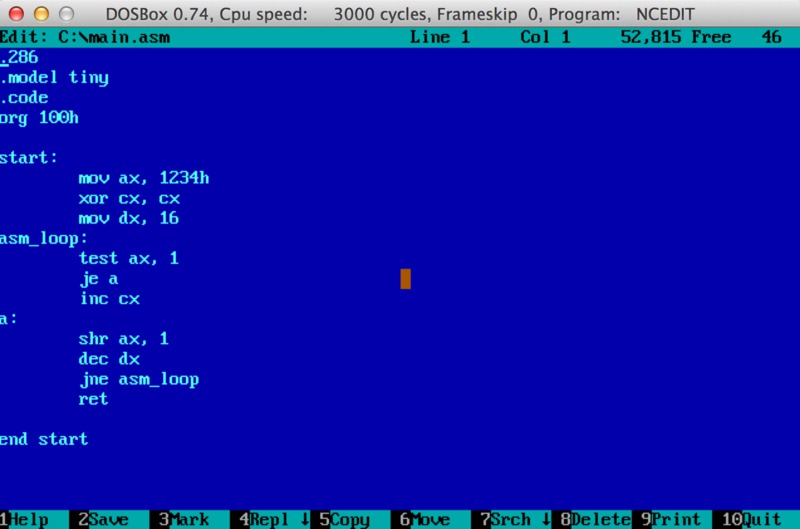 DOSBox 0.74, Cpu speed: 3000 cycles, Frameskip 0, Program: NCEDIT
Edit: C:\main.asm Line 1 Col 1 52,815 Free 46
.286
.model tiny
.code
org 100h
start:
mov ax, 1234h
xor cx, cx
mov dx, 16
asm_loop:
test ax, 1
je a
inc cx
a:
shr ax, 1
dec dx
jne asm_loop
ret
end start
1Help 2Save 3Mark 4Repl ↓ 5Copy 6Move 7Srch ↓ 8Delete 9Print 10Quit